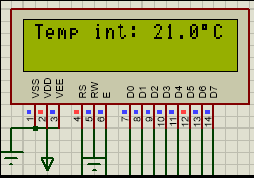 Temp int: 21.0°C
VSS
VDD
VEE
RS
RW
E
D0
D1
D2
D3
D4
D5
D6
D7
1
2
3
4
5
6
7
8
9
10
11
12
13
14